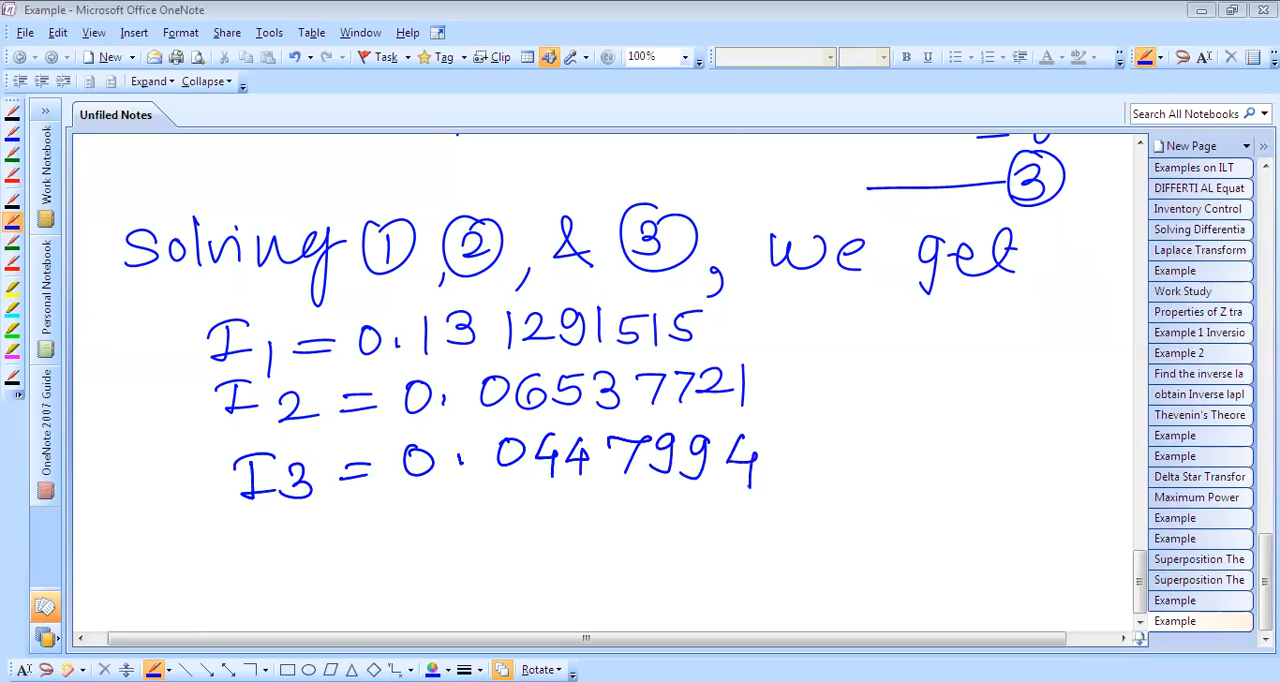 Example - Microsoft Office OneNote
File Edit View Insert Format Share Tools Table Window Help
New Task Tag Clip 100% B U A ab
Expand Collapse
Unfiled Notes
Search All Notebooks
Work Notebook
Personal Notebook
OneNote 2007 Guide
③
Solving ①, ②, & ③, we get
I1 = 0.131291515
I2 = 0.06537721
I3 = 0.0447994
New Page
Examples on ILT
DIFFERTI AL Equat
Inventory Control
Solving Differentia
Laplace Transform
Example
Work Study
Properties of Z tra
Example 1 Inversio
Example 2
Find the inverse la
obtain Inverse lapl
Thevenin's Theore
Example
Example
Delta Star Transfor
Maximum Power
Example
Example
Superposition The
Superposition The
Example
Example
Rotate